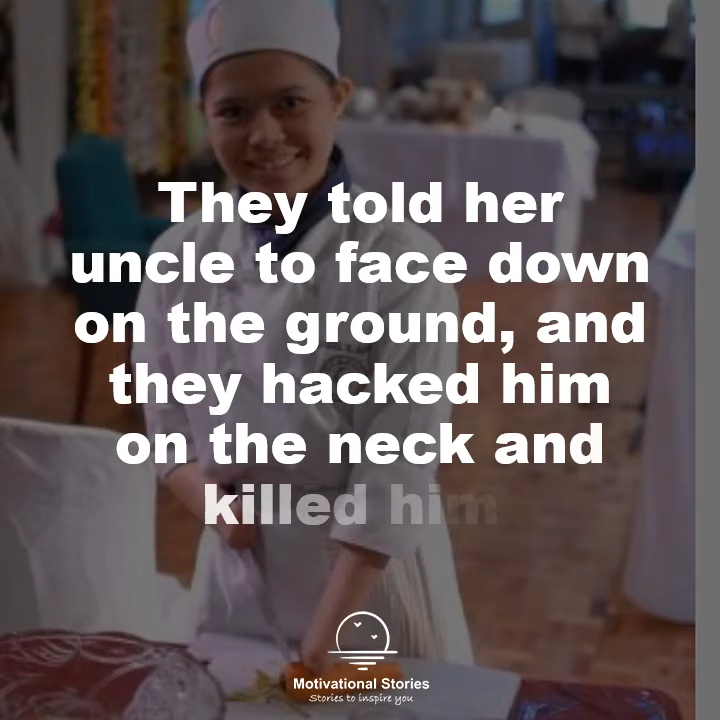 They told her
uncle to face down
on the ground, and
they hacked him
on the neck and
killed him
Motivational Stories
Stories to inspire you